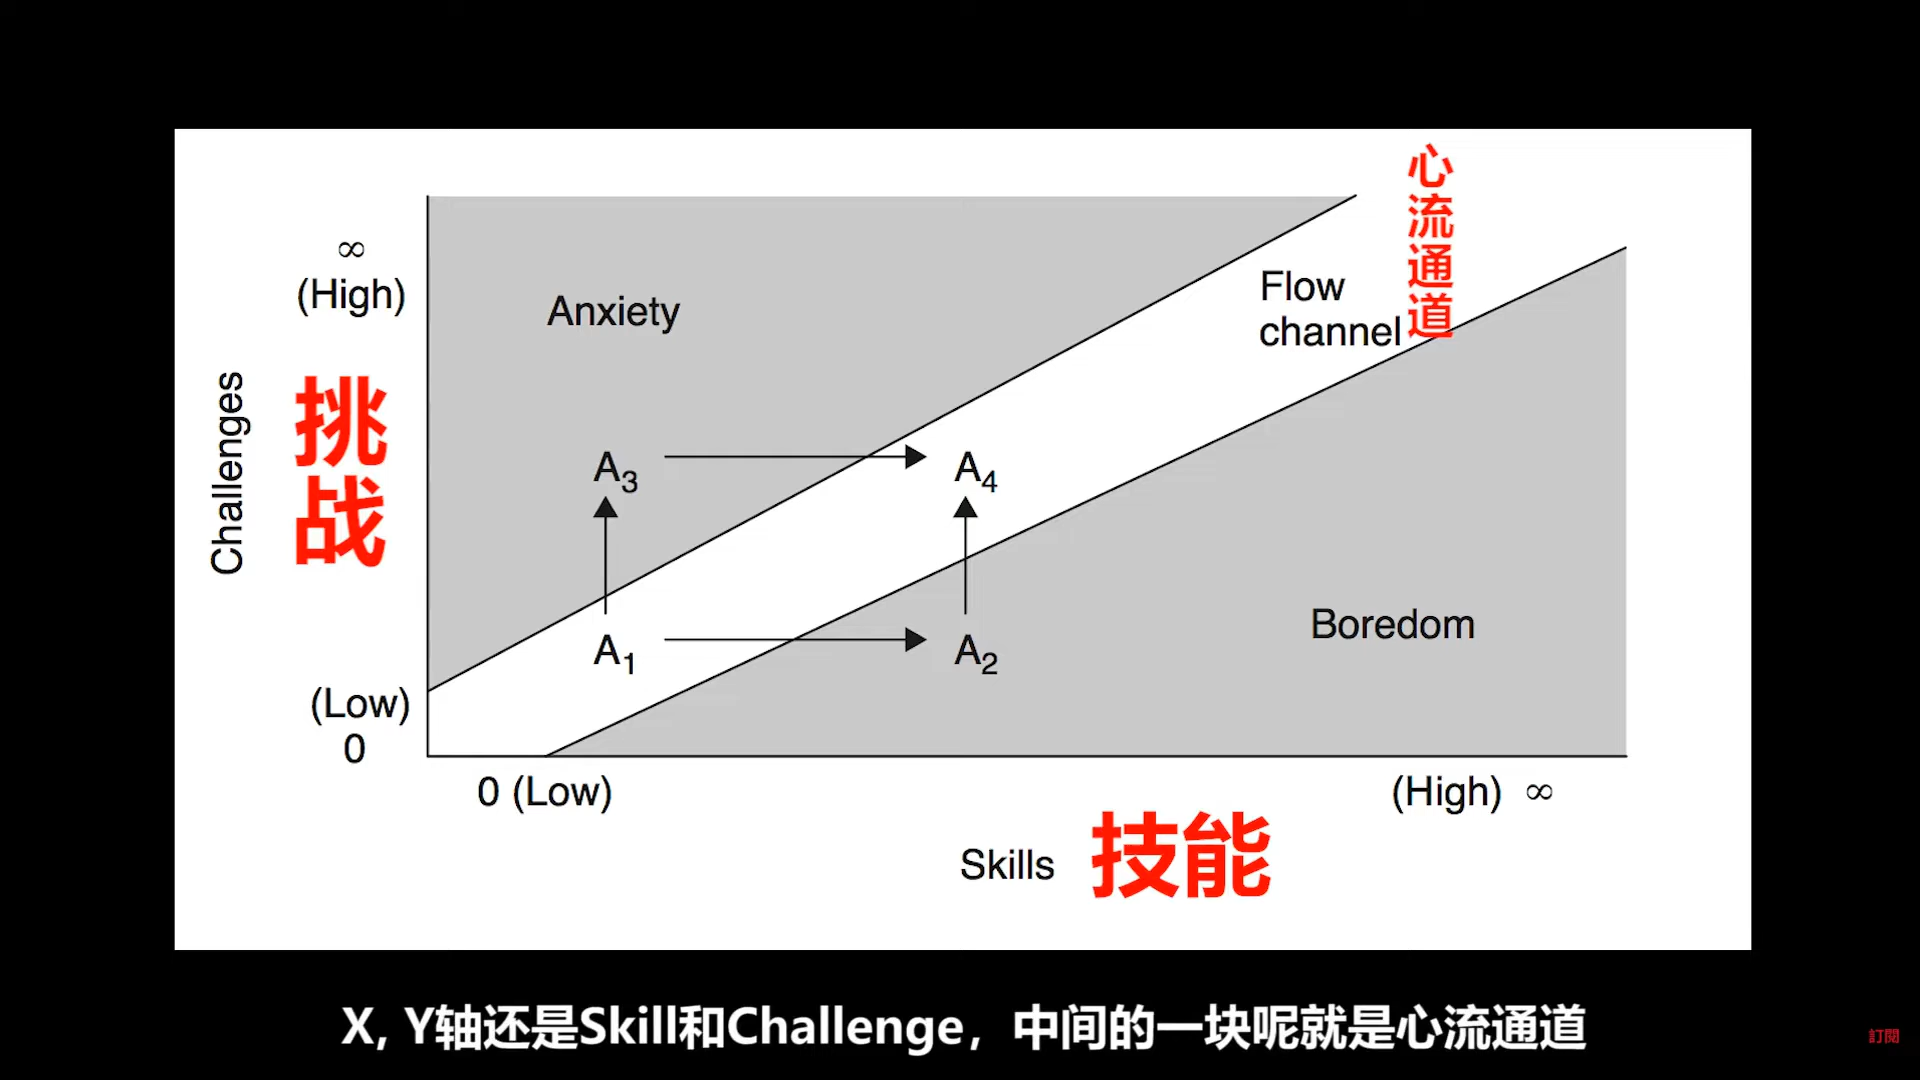 心流通道
∞
(High)
Anxiety
Flow
channel
Challenges
挑战
A3
A4
A1
A2
Boredom
(Low)
0
0 (Low)
(High) ∞
Skills
技能
X, Y轴还是Skill和Challenge，中间的一块呢就是心流通道
訂閱